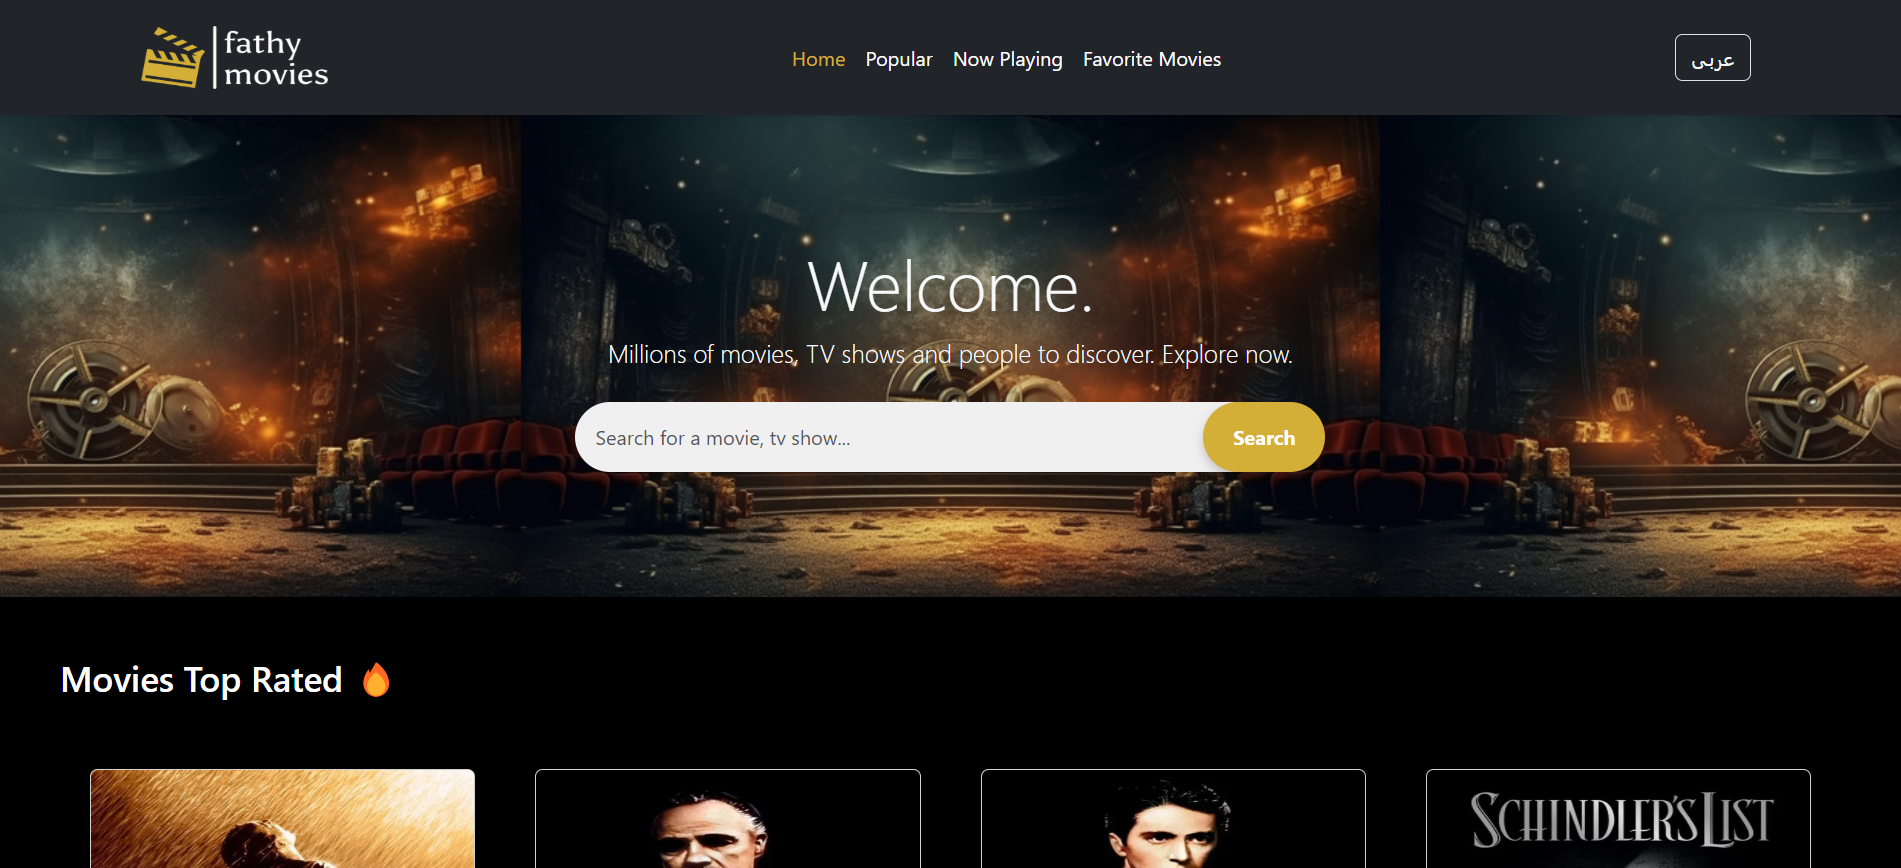 fathy
movies
Home Popular Now Playing Favorite Movies
عربى
Welcome.
Millions of movies, TV shows and people to discover. Explore now.
Search for a movie, tv show...
Search
Movies Top Rated
SCHINDLER'S LIST